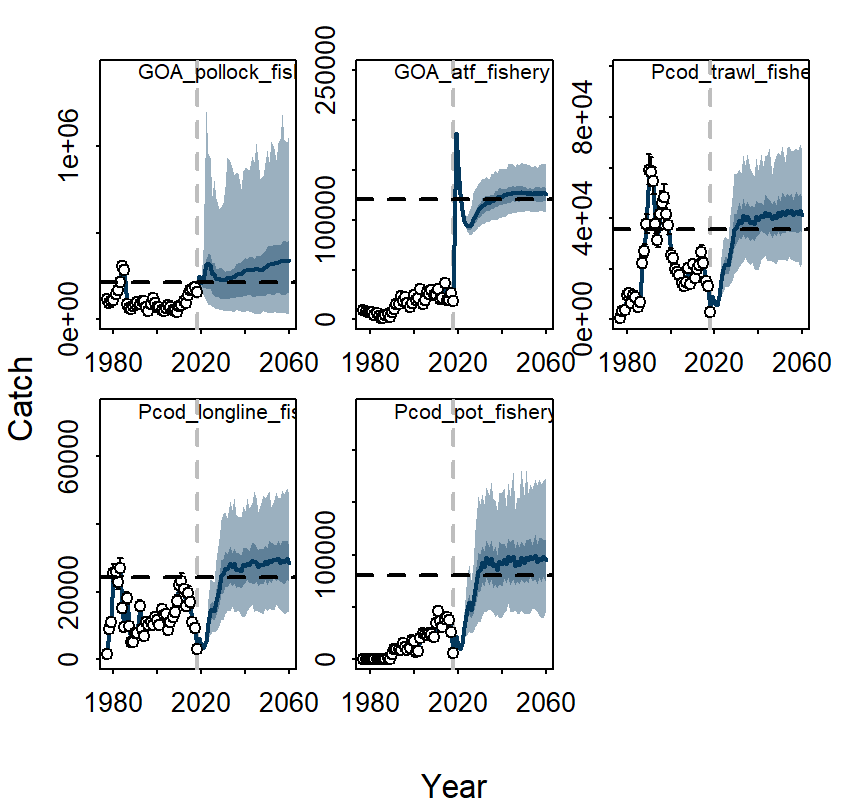 GOA_pollock_fis
GOA_atf_fishery
Pcod_trawl_fishe
0e+00 1e+06
0 100000 250000
0e+00 4e+04 8e+04
1980 2020 2060
1980 2020 2060
1980 2020 2060
Catch
Pcod_longline_fis
Pcod_pot_fishery
0 20000 60000
0 100000
1980 2020 2060
1980 2020 2060
Year